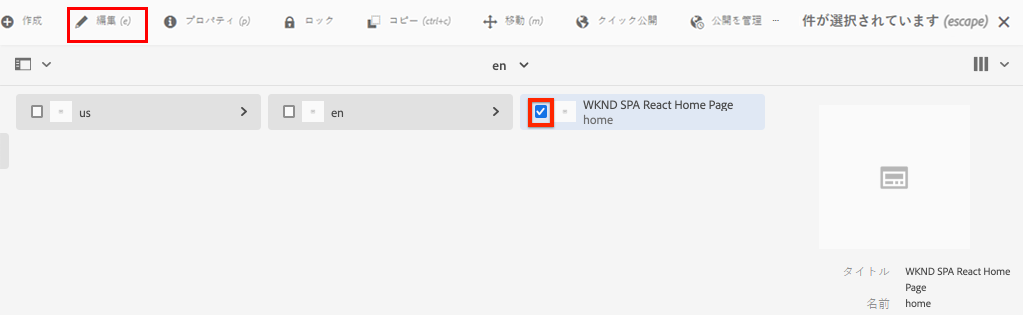 作成 編集 (e) プロパティ (p) ロック コピー (ctrl+c) 移動 (m) クイック公開 公開を管理 ... 件が選択されています (escape)
en
us
en
WKND SPA React Home Page
home
タイトル WKND SPA React Home
Page
名前 home